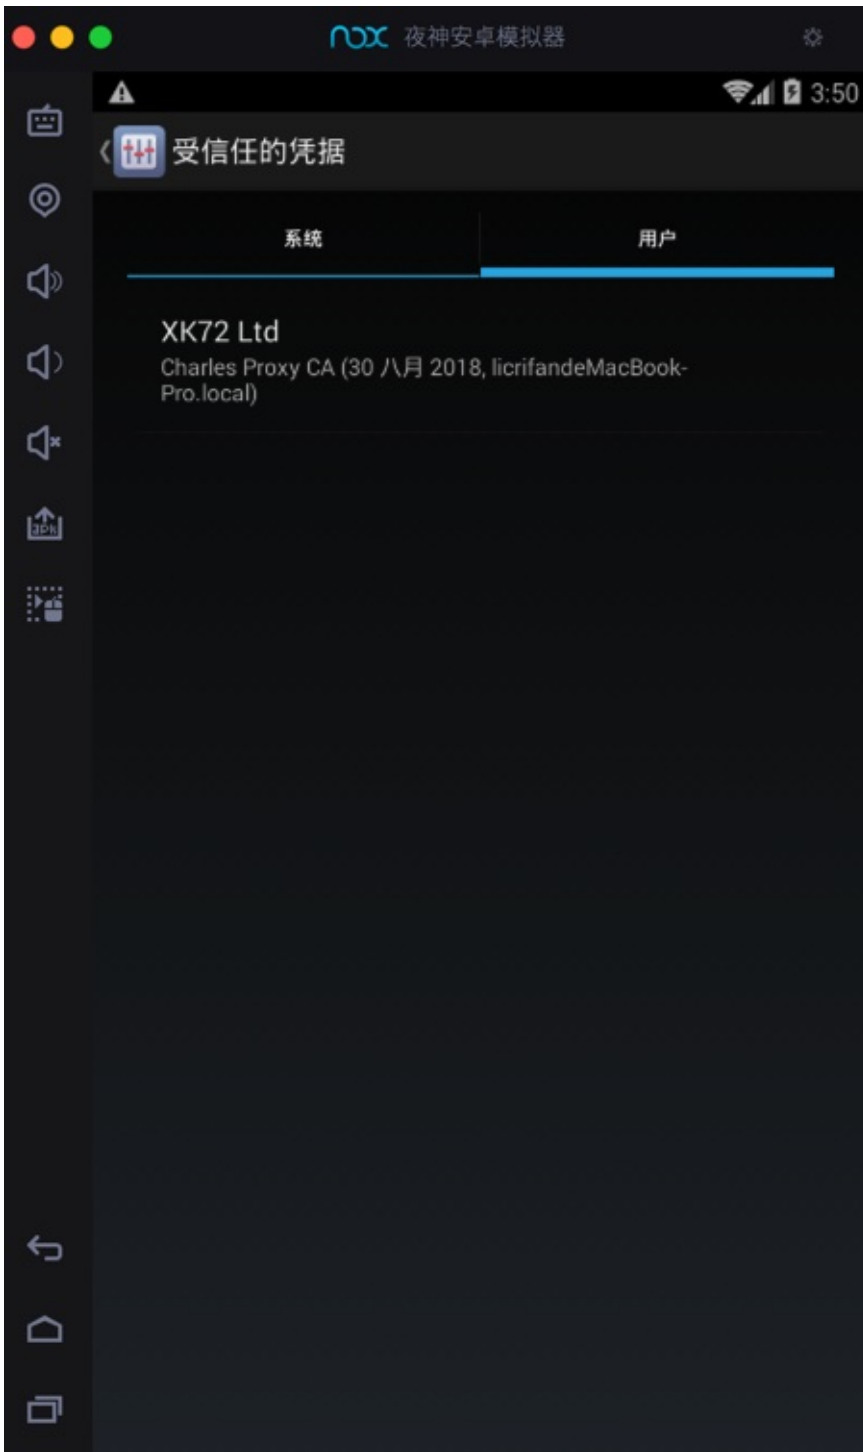 nox 夜神安卓模拟器
3:50
受信任的凭据
系统
用户
XK72 Ltd
Charles Proxy CA (30 八月 2018, licrifandeMacBook-
Pro.local)
apk